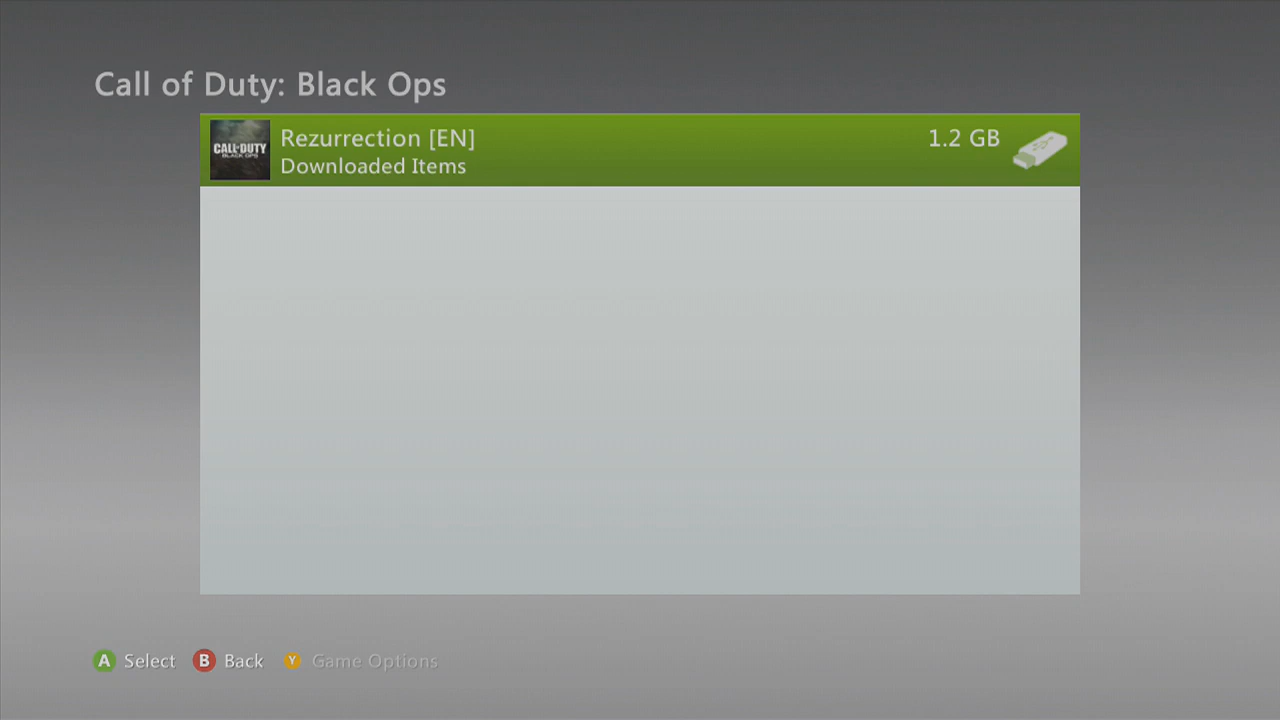 Call of Duty: Black Ops
CALL OF DUTY
BLACK OPS
Rezurrection [EN]
1.2 GB
Downloaded Items
A Select B Back Y Game Options